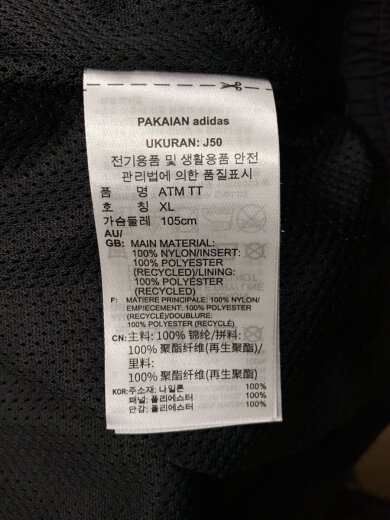 PAKAIAN adidas
UKURAN: J50
전기용품 및 생활용품 안전
관리법에 의한 품질표시
품 명 ATM TT
호 칭 XL
가슴둘레 105cm
AU/
GB: MAIN MATERIAL:
100% NYLON/INSERT:
100% POLYESTER
(RECYCLED)/LINING:
100% POLYESTER
(RECYCLED)
F: MATIERE PRINCIPALE: 100% NYLON/
EMPIECEMENT: 100% POLYESTER
(RECYCLÉ)/DOUBLURE:
100% POLYESTER (RECYCLÉ)
CN: 主料: 100% 锦纶/拼料:
100% 聚酯纤维(再生聚酯)/
里料:
100% 聚酯纤维(再生聚酯)
KOR: 주소재: 나일론 100%
패널: 폴리에스터 100%
안감: 폴리에스터 100%